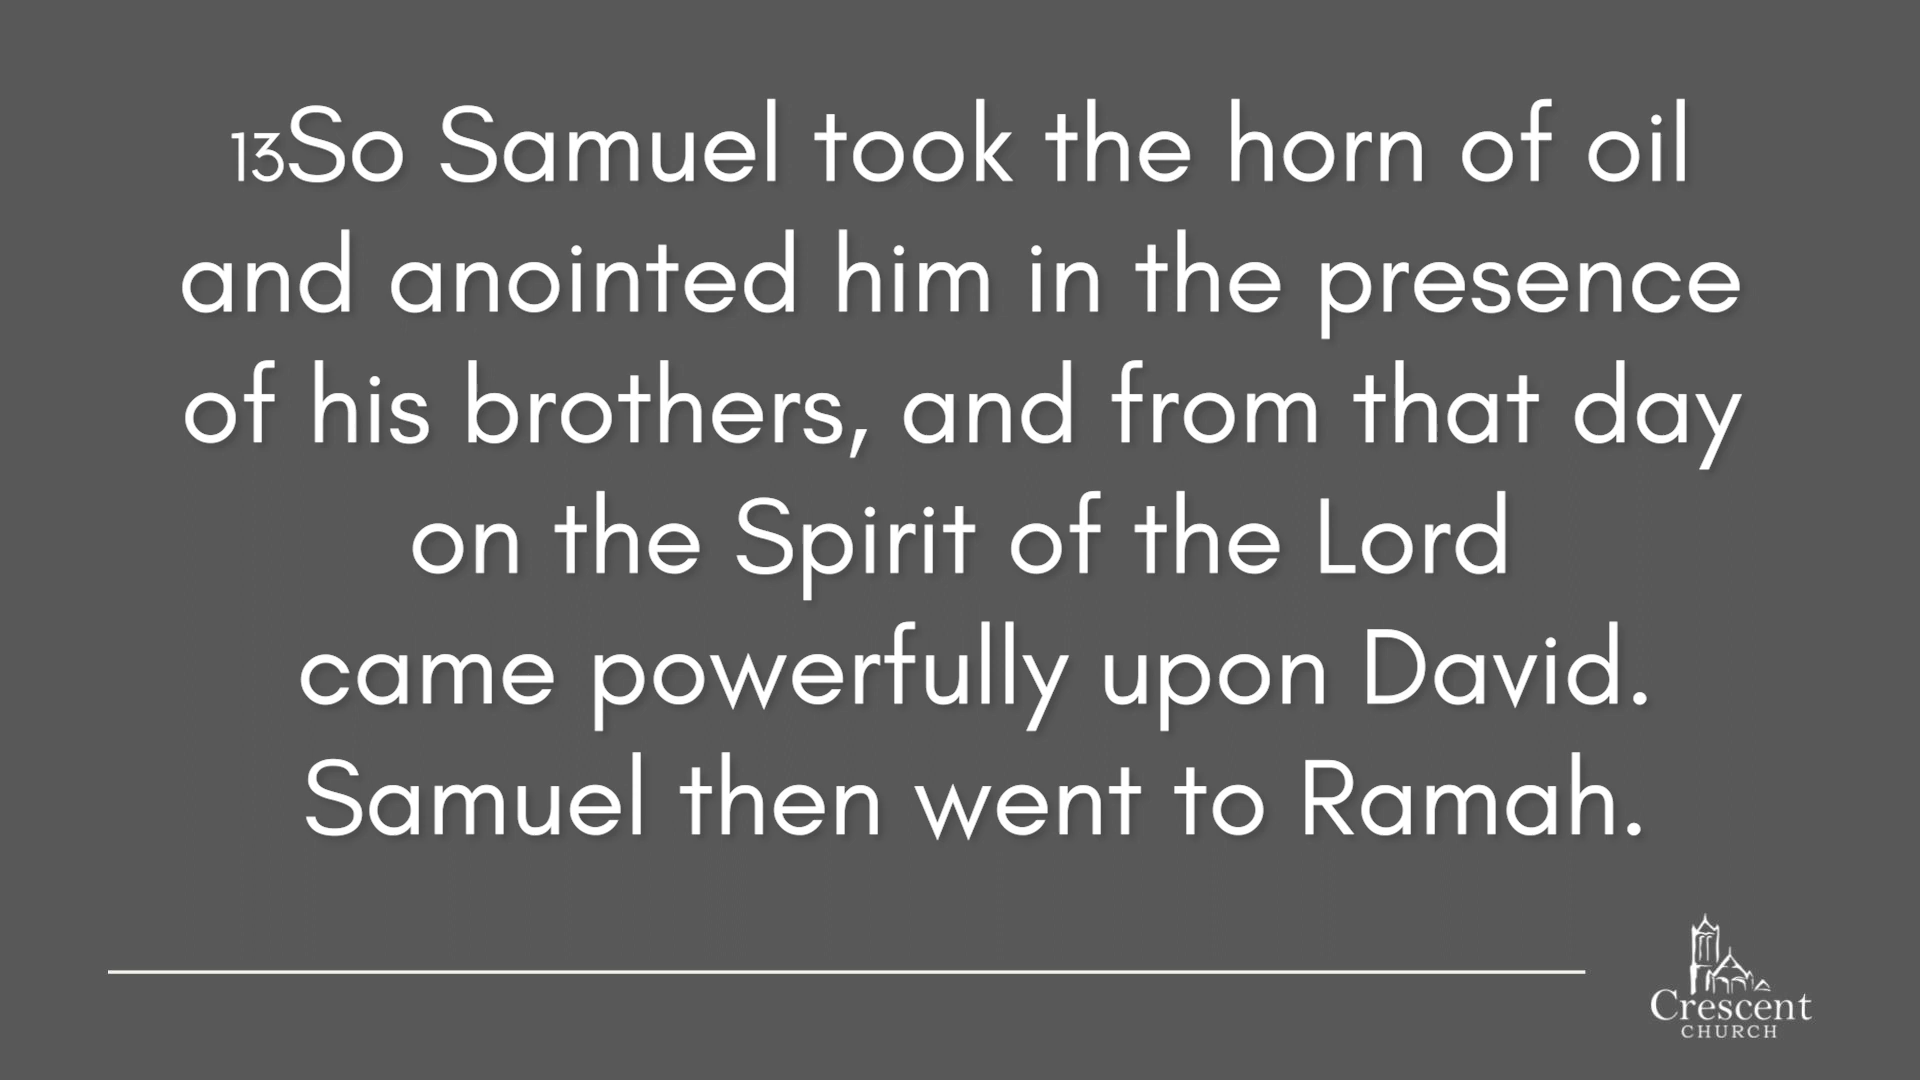 13So Samuel took the horn of oil
and anointed him in the presence
of his brothers, and from that day
on the Spirit of the Lord
came powerfully upon David.
Samuel then went to Ramah.
Crescent
CHURCH